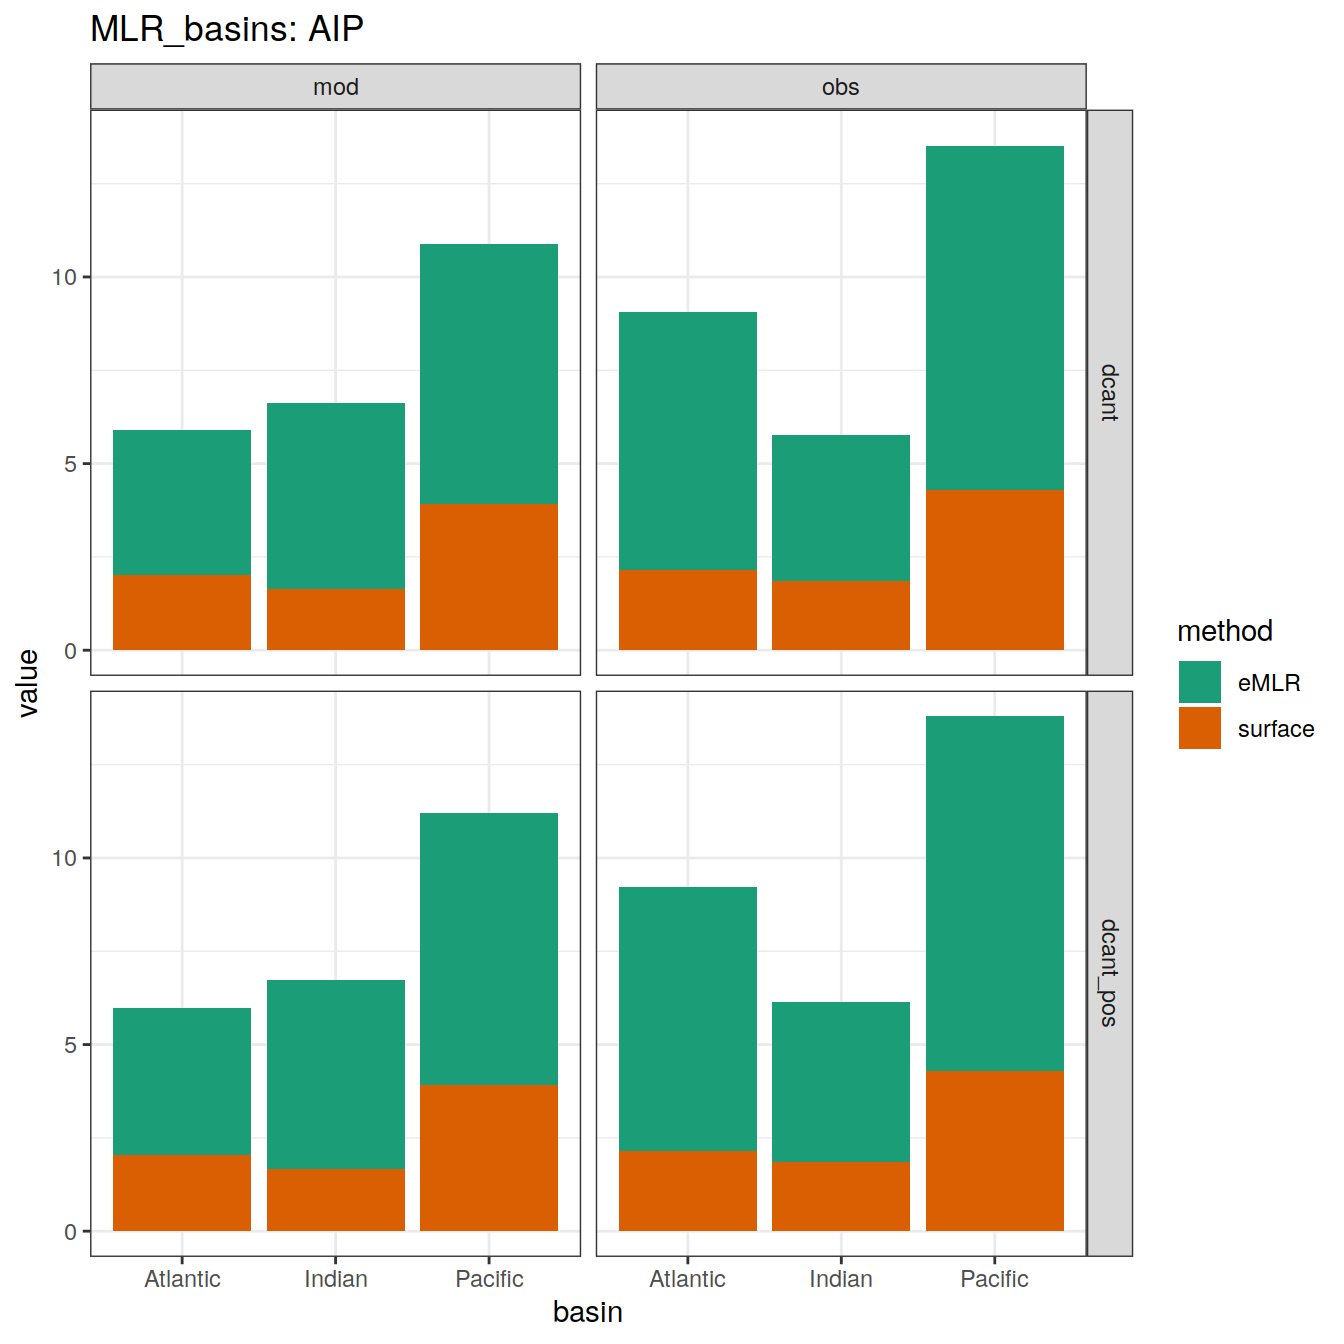 MLR_basins: AIP
mod
obs
10
5
0
dcant
10
5
0
dcant_pos
Atlantic
Indian
Pacific
Atlantic
Indian
Pacific
value
basin
method
eMLR
surface